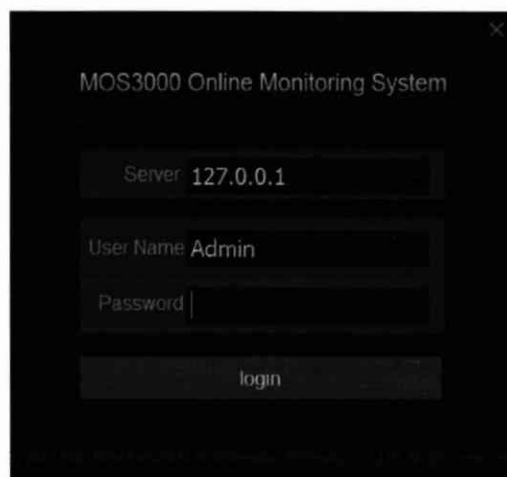 MOS3000 Online Monitoring System
Server 127.0.0.1
User Name Admin
Password
login